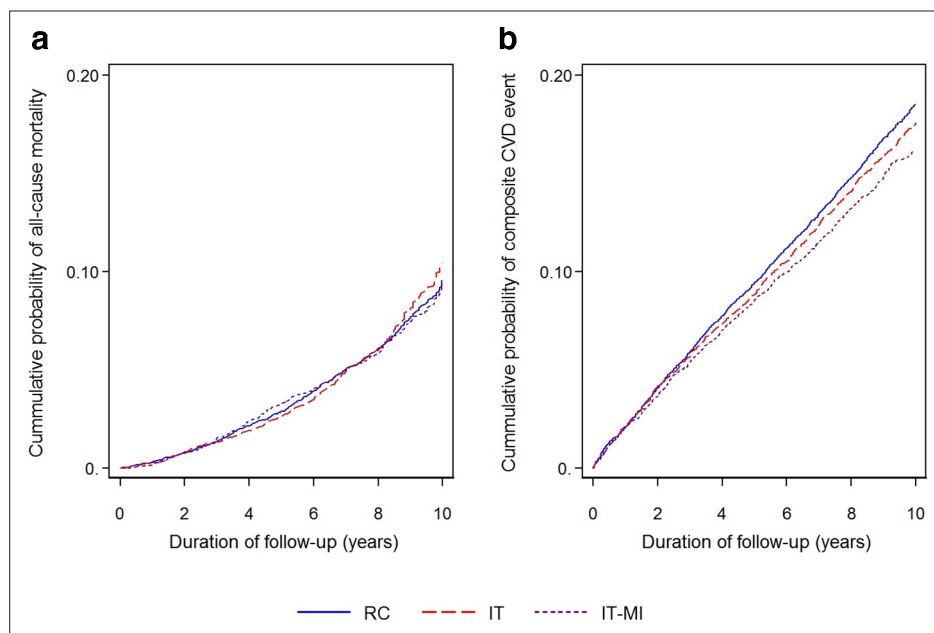 a
Cummulative probability of all-cause mortality
0.20
0.10
0.
0 2 4 6 8 10
Duration of follow-up (years)
b
Cummulative probability of composite CVD event
0.20
0.10
0.
0 2 4 6 8 10
Duration of follow-up (years)
RC IT IT-MI